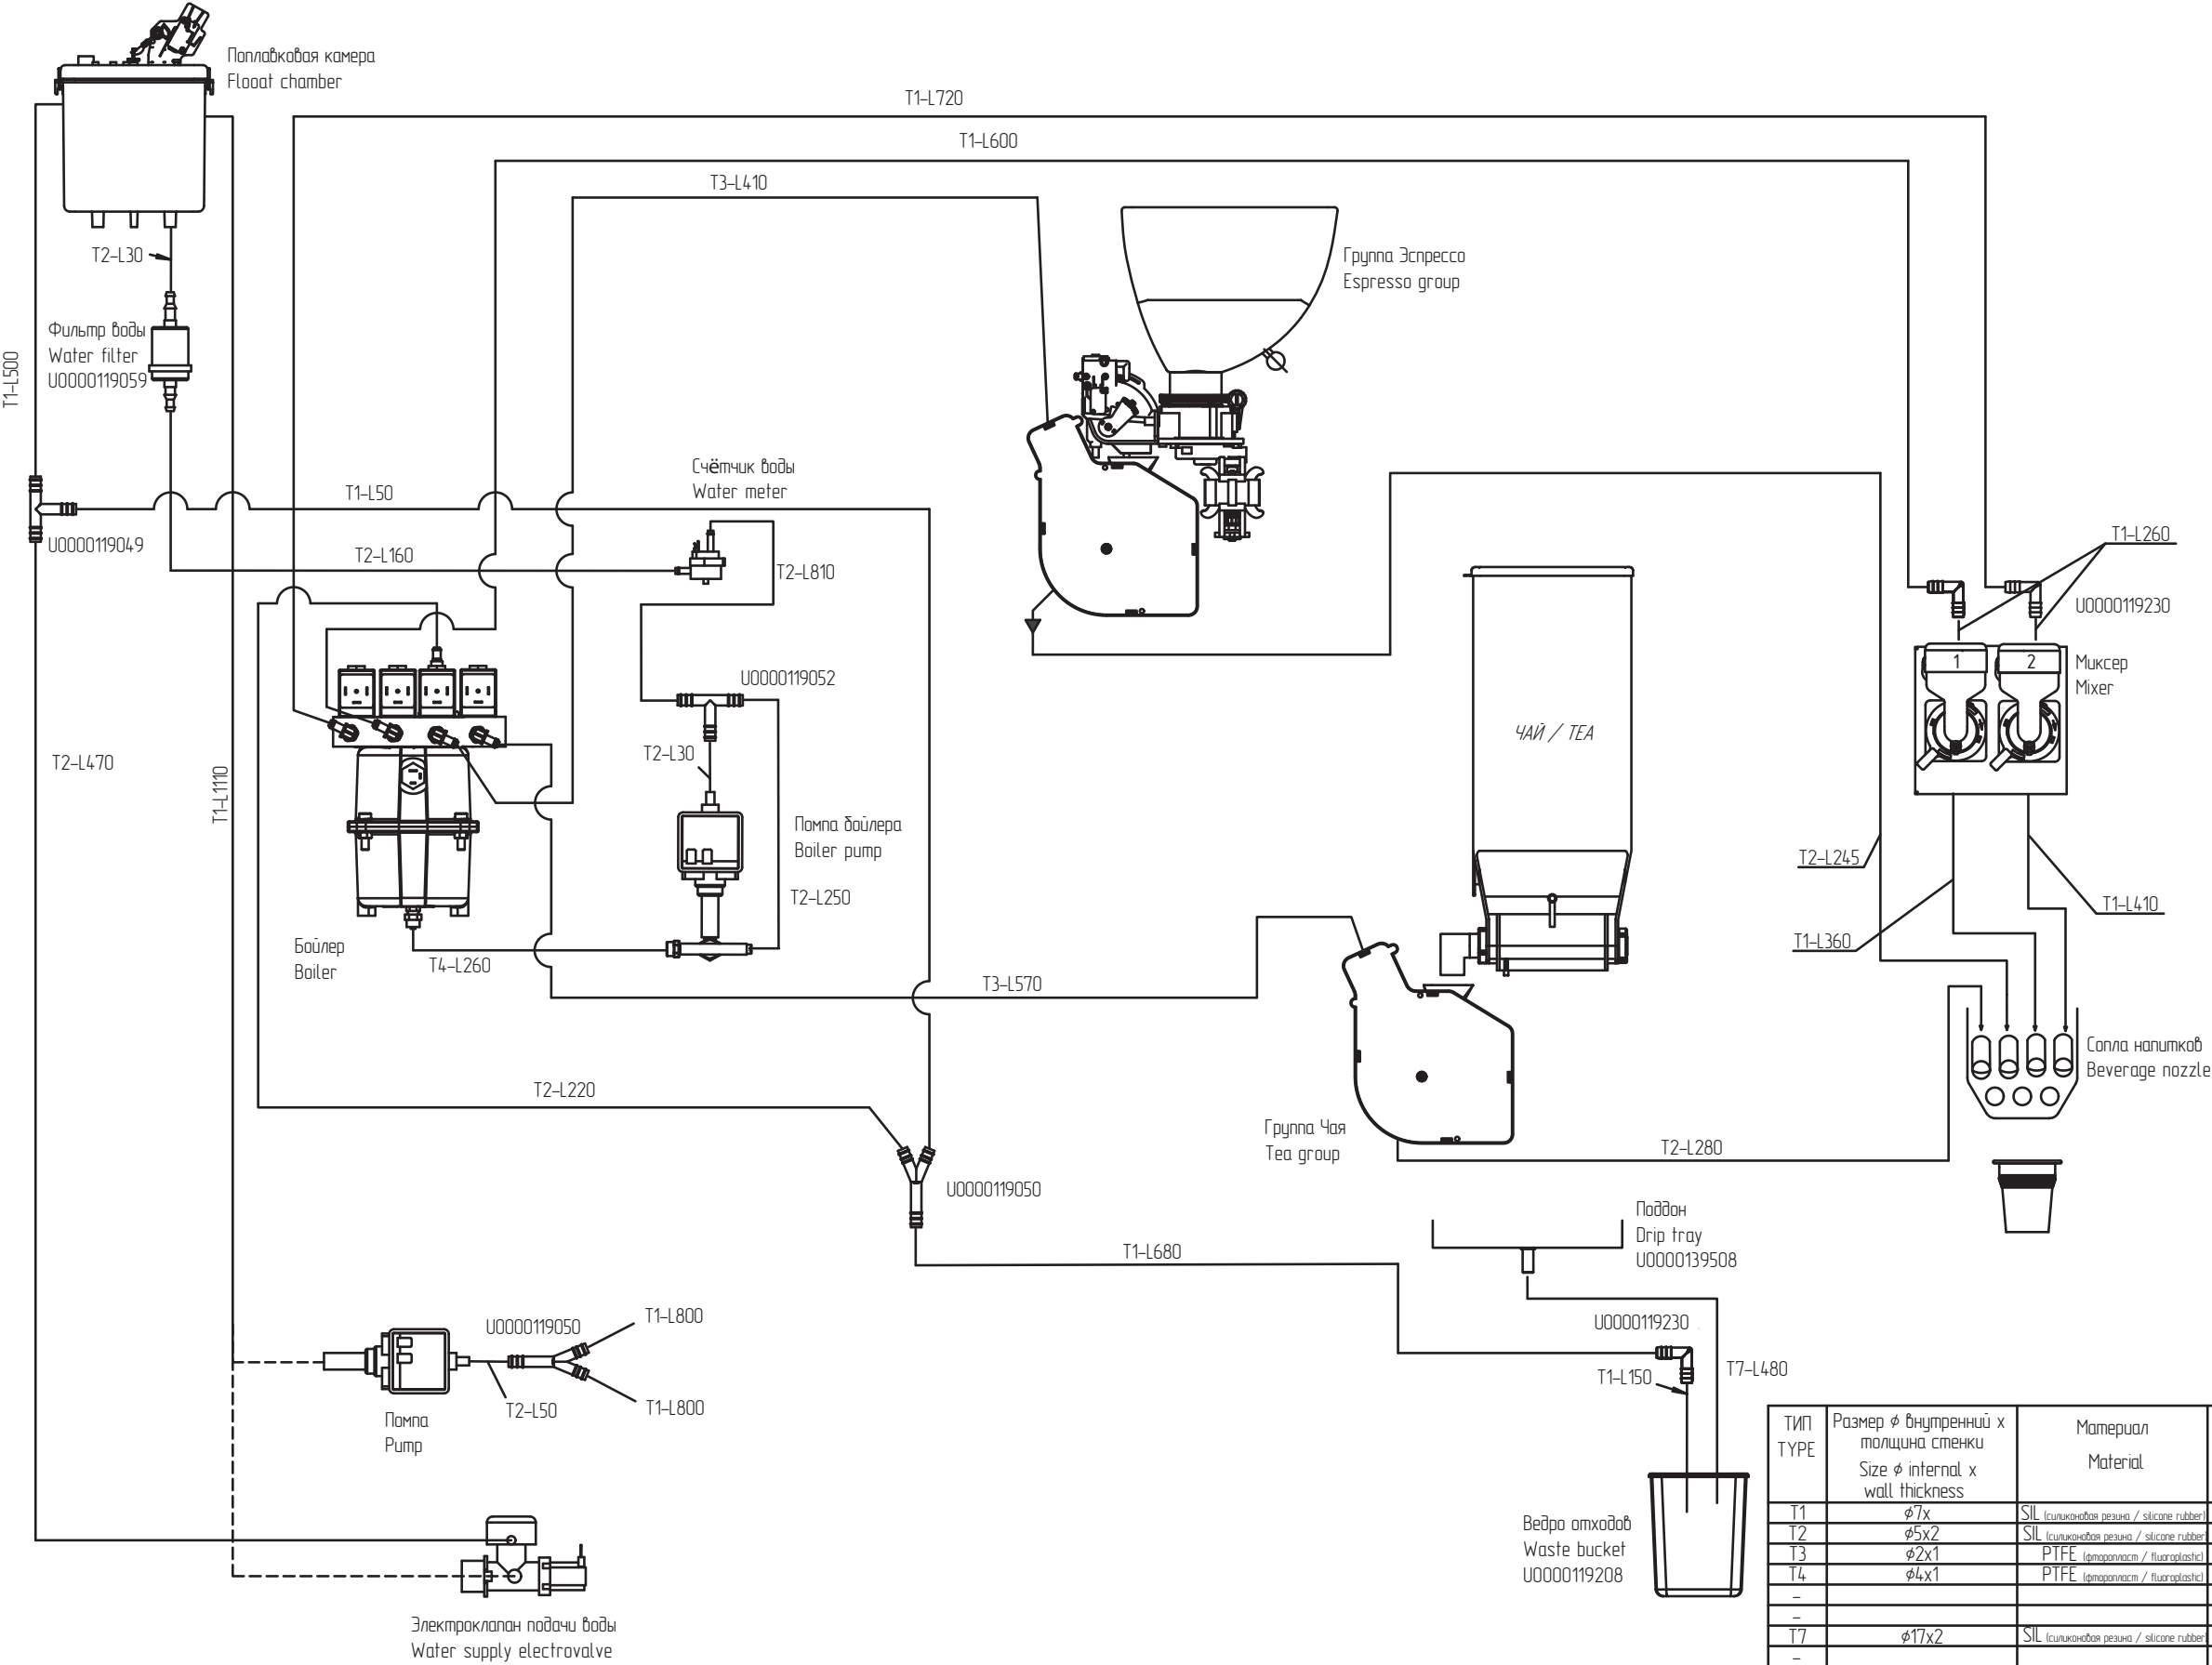 Поплавковая камера
Flooat chamber
T1-L720
T1-L600
T3-L410
T2-L30
Группа Эспрессо
Espresso group
Фильтр воды
Water filter
U0000119059
T1-L500
Счётчик воды
Water meter
T1-L50
U0000119049
T2-L160
T2-L810
T1-L260
U0000119230
1
2
Миксер
Mixer
U0000119052
ЧАЙ / TEA
T2-L30
T2-L470
T1-L1110
Помпа бойлера
Boiler pump
T2-L250
T2-L245
T1-L410
T1-L360
Бойлер
Boiler
T4-L260
T3-L570
Сопла напитков
Beverage nozzle
T2-L220
Группа Чая
Tea group
T2-L280
U0000119050
Поддон
Drip tray
U0000139508
T1-L680
U0000119050
T1-L800
U0000119230
T1-L150
T7-L480
T2-L50
T1-L800
Помпа
Pump
Ведро отходов
Waste bucket
U0000119208
Электроклапан подачи воды
Water supply electrovalve
ТИП
TYPE
Размер ϕ внутренний x
толщина стенки
Size ϕ internal x
wall thickness
Материал
Material
T1 ϕ7x SIL (силиконовая резина / silicone rubber)
T2 ϕ5x2 SIL (силиконовая резина / silicone rubber)
T3 ϕ2x1 PTFE (фторопласт / fluoroplastic)
T4 ϕ4x1 PTFE (фторопласт / fluoroplastic)
-
-
T7 ϕ17x2 SIL (силиконовая резина / silicone rubber)
-